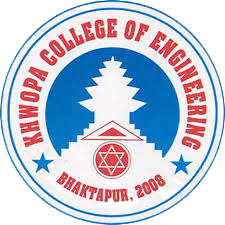 KHWOPA COLLEGE OF ENGINEERING
BHAKTAPUR, 2008